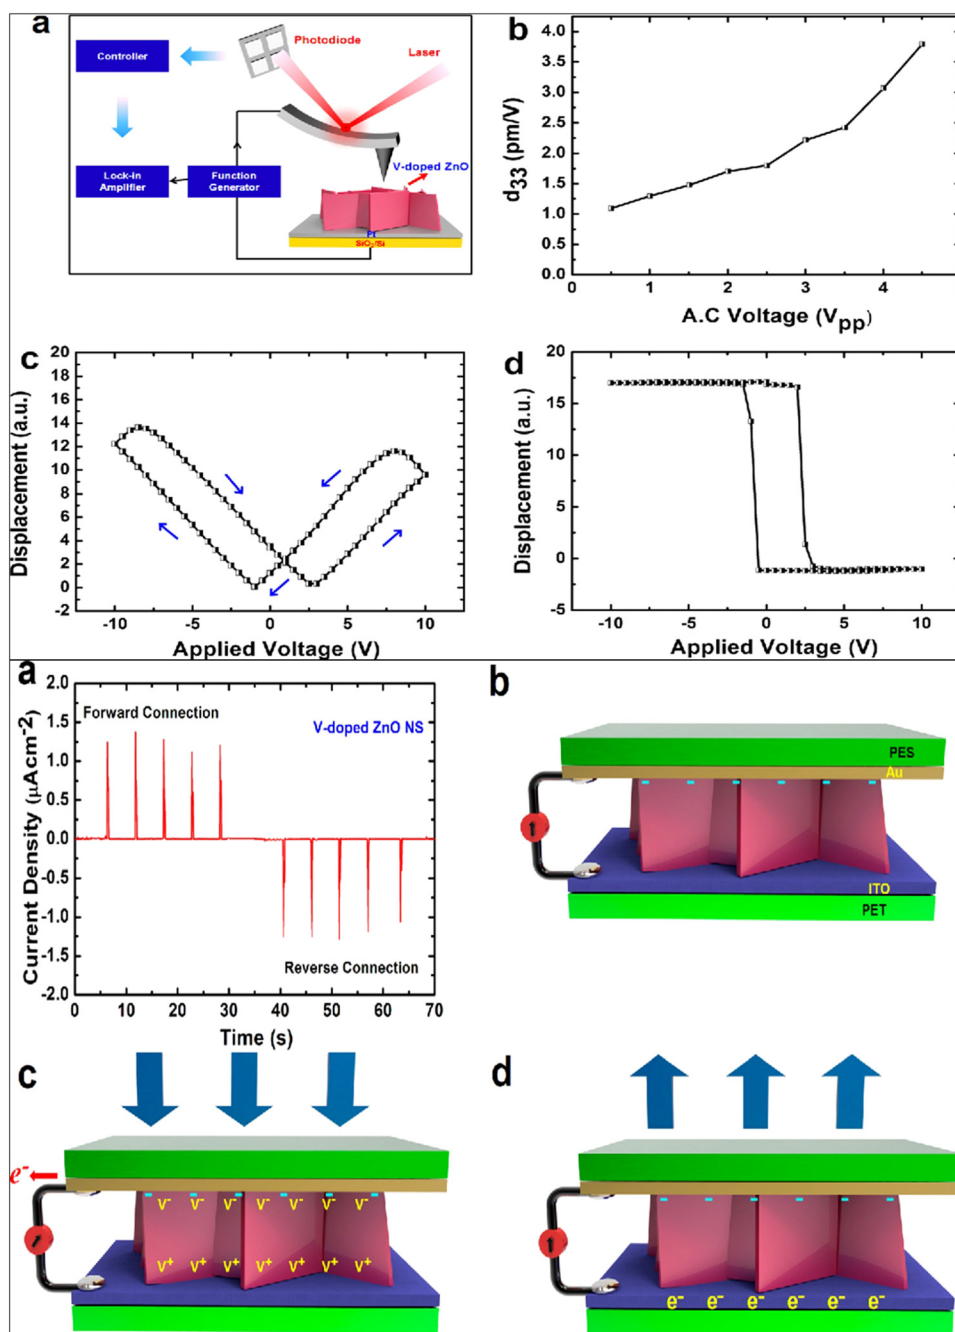 a
Photodiode
Laser
Controller
Lock-in
Amplifier
Function
Generator
V-doped ZnO
Pt
SiO2/Si
b
d33 (pm/V)
4.0
3.5
3.0
2.5
2.0
1.5
1.0
0.5
0.0
0 1 2 3 4
A.C Voltage (Vpp)
c
Displacement (a.u.)
20
18
16
14
12
10
8
6
4
2
0
-2
-10 -5 0 5 10
Applied Voltage (V)
d
Displacement (a.u.)
20
15
10
5
0
-5
-10 -5 0 5 10
Applied Voltage (V)
a
Current Density (μAcm-2)
2.0
1.5
1.0
0.5
0.0
-0.5
-1.0
-1.5
-2.0
Forward Connection
V-doped ZnO NS
Reverse Connection
0 10 20 30 40 50 60 70
Time (s)
b
PES
Au
ITO
PET
c
e-
V- V- V- V- V- V- V-
V+ V+ V+ V+ V+ V+ V+
d
e- e- e- e- e- e-